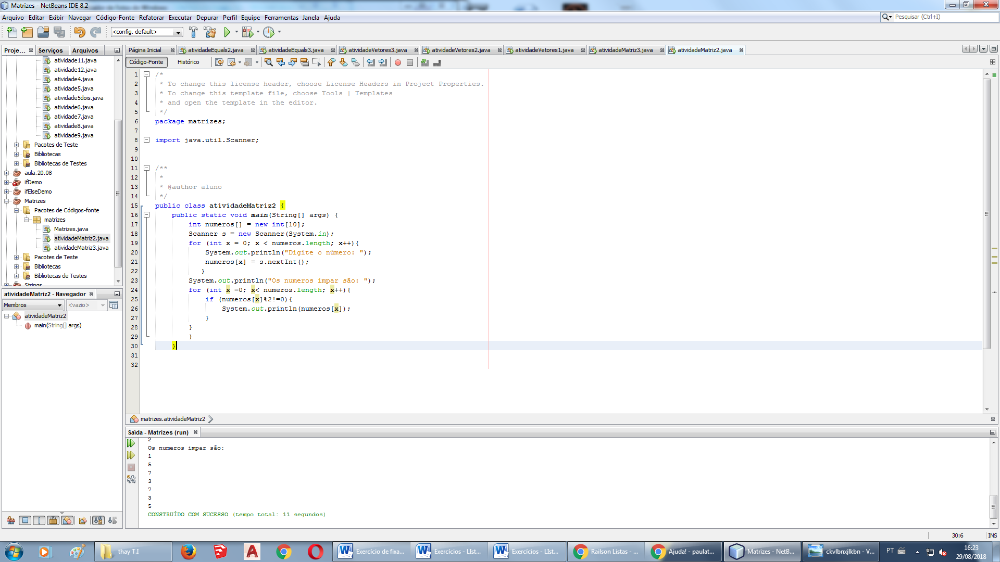 Matrizes - NetBeans IDE 8.2
Arquivo Editar Exibir Navegar Código-Fonte Refatorar Executar Depurar Perfil Equipe Ferramentas Janela Ajuda
Pesquisar (Ctrl+I)
<config. default>
Proje... Serviços Arquivos
Página Inicial atividadeEquals2.java atividadeEquals3.java atividadeVetores3.java atividadeVetores2.java atividadeVetores1.java atividadeMatriz3.java atividadeMatriz2.java
Código-Fonte Histórico
atividade11.java
atividade12.java
atividade4.java
atividade5.java
atividade5dois.java
atividade6.java
atividade7.java
atividade8.java
atividade9.java
Pacotes de Teste
Bibliotecas
Bibliotecas de Testes
aula.20.08
ifDemo
ifElseDemo
Matrizes
Pacotes de Códigos-fonte
matrizes
Matrizes.java
atividadeMatriz2.java
atividadeMatriz3.java
Pacotes de Teste
Bibliotecas
Bibliotecas de Testes
Strings
atividadeMatriz2 - Navegador
Membros <vazio>
atividadeMatriz2
main(String[] args)
1 /*
2 * To change this license header, choose License Headers in Project Properties.
3 * To change this template file, choose Tools | Templates
4 * and open the template in the editor.
5 */
6 package matrizes;
7
8 import java.util.Scanner;
9
10
11 /**
12 *
13 * @author aluno
14 */
15 public class atividadeMatriz2 {
16 public static void main(String[] args) {
17 int numeros[] = new int[10];
18 Scanner s = new Scanner(System.in);
19 for (int x = 0; x < numeros.length; x++){
20 System.out.println("Digite o número: ");
21 numeros[x] = s.nextInt();
22 }
23 System.out.println("Os numeros impar são: ");
24 for (int x =0; x< numeros.length; x++){
25 if (numeros[x]%2!=0){
26 System.out.println(numeros[x]);
27 }
28 }
29 }
30 }
31
32
matrizes.atividadeMatriz2
Saída - Matrizes (run)
2
Os numeros impar são:
1
5
7
3
7
3
5
CONSTRUÍDO COM SUCESSO (tempo total: 11 segundos)
30:6 INS
thay T.I Exercício de fixa... Exercícios - LIst... Exercícios - LIst... Railson Listas - ... Ajuda! - paulat... Matrizes - NetB... ckvlbnxjlkbn - V... PT 16:23
29/08/2018